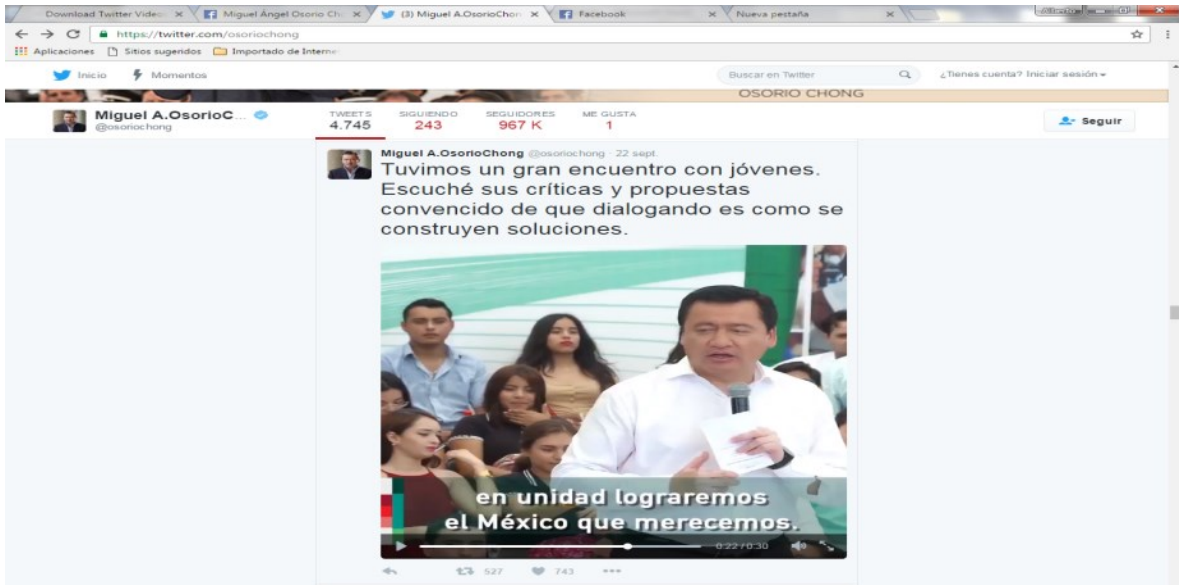 Download Twitter Video
Miguel Ángel Osorio Ch
(3) Miguel A.OsorioChon
Facebook
Nueva pestaña
https://twitter.com/osoriochong
Aplicaciones
Sitios sugeridos
Importado de Interne
Inicio
Momentos
Buscar en Twitter
¿Tienes cuenta? Iniciar sesión
OSORIO CHONG
Miguel A.OsorioC...
@osoriochong
TWEETS
4.745
SIGUIENDO
243
SEGUIDORES
967 K
ME GUSTA
1
Seguir
Miguel A.OsorioChong @osoriochong · 22 sept.
Tuvimos un gran encuentro con jóvenes.
Escuché sus críticas y propuestas
convencido de que dialogando es como se
construyen soluciones.
en unidad lograremos
el México que merecemos.
0:22/0:30
527
743